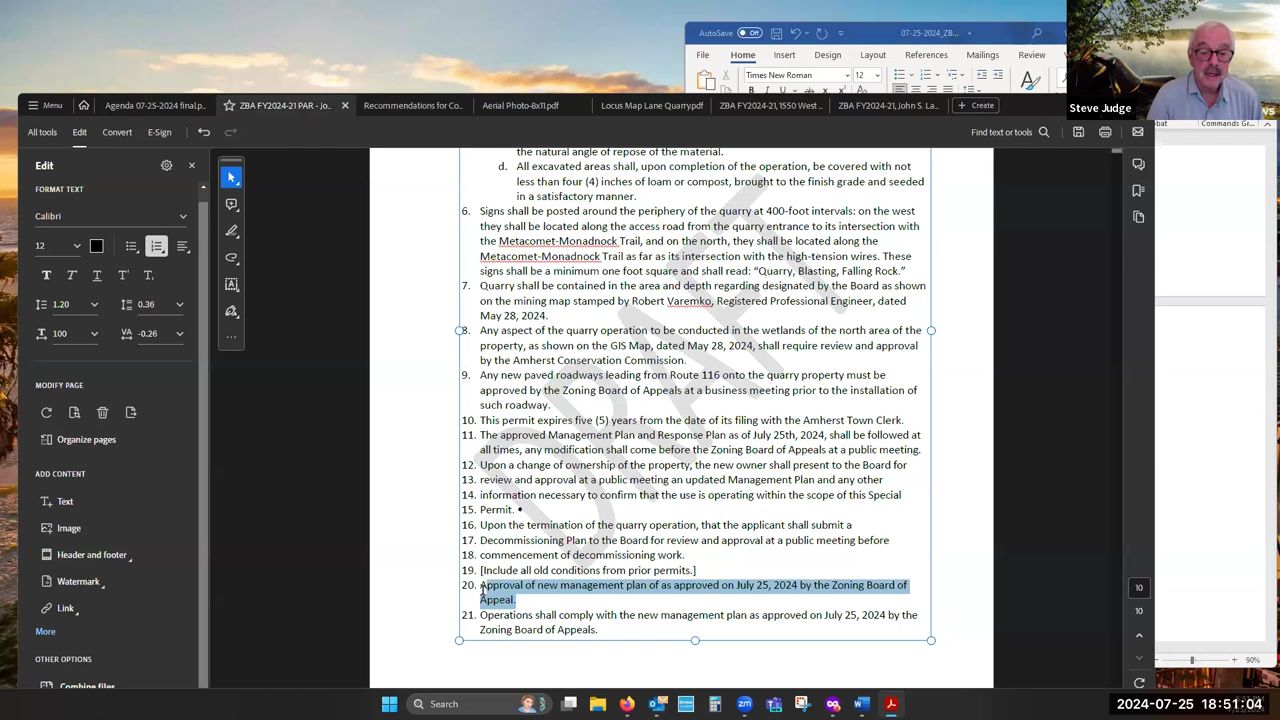 AutoSave Off 07-25-2024_ZB...
File Home Insert Design Layout References Mailings Review
Times New Roman 12
Steve Judge
Menu Agenda 07-25-2024 final.p... ZBA FY2024-21 PAR - Jo... Recommendations for Co... Aerial Photo-8x11.pdf Locus Map Lane Quarry.pdf ZBA FY2024-21, 1550 West ... ZBA FY2024-21, John S. La... Create
Commands Gr...
All tools Edit Convert E-Sign Find text or tools
Edit
FORMAT TEXT
Calibri
12
1.20 0.36
100 -0.26
MODIFY PAGE
Organize pages
ADD CONTENT
Text
Image
Header and footer
Watermark
Link
More
OTHER OPTIONS
Combine files
DRAFT
the natural angle of repose of the material.
d. All excavated areas shall, upon completion of the operation, be covered with not
less than four (4) inches of loam or compost, brought to the finish grade and seeded
in a satisfactory manner.
6. Signs shall be posted around the periphery of the quarry at 400-foot intervals: on the west
they shall be located along the access road from the quarry entrance to its intersection with
the Metacomet-Monadnock Trail, and on the north, they shall be located along the
Metacomet-Monadnock Trail as far as its intersection with the high-tension wires. These
signs shall be a minimum one foot square and shall read: “Quarry, Blasting, Falling Rock.”
7. Quarry shall be contained in the area and depth regarding designated by the Board as shown
on the mining map stamped by Robert Varemko, Registered Professional Engineer, dated
May 28, 2024.
8. Any aspect of the quarry operation to be conducted in the wetlands of the north area of the
property, as shown on the GIS Map, dated May 28, 2024, shall require review and approval
by the Amherst Conservation Commission.
9. Any new paved roadways leading from Route 116 onto the quarry property must be
approved by the Zoning Board of Appeals at a business meeting prior to the installation of
such roadway.
10. This permit expires five (5) years from the date of its filing with the Amherst Town Clerk.
11. The approved Management Plan and Response Plan as of July 25th, 2024, shall be followed at
all times, any modification shall come before the Zoning Board of Appeals at a public meeting.
12. Upon a change of ownership of the property, the new owner shall present to the Board for
13. review and approval at a public meeting an updated Management Plan and any other
14. information necessary to confirm that the use is operating within the scope of this Special
15. Permit. •
16. Upon the termination of the quarry operation, that the applicant shall submit a
17. Decommissioning Plan to the Board for review and approval at a public meeting before
18. commencement of decommissioning work.
19. [Include all old conditions from prior permits.]
20. Approval of new management plan of as approved on July 25, 2024 by the Zoning Board of
Appeal.
21. Operations shall comply with the new management plan as approved on July 25, 2024 by the
Zoning Board of Appeals.
10
10
90%
Search
2024-07-25 18:51:04